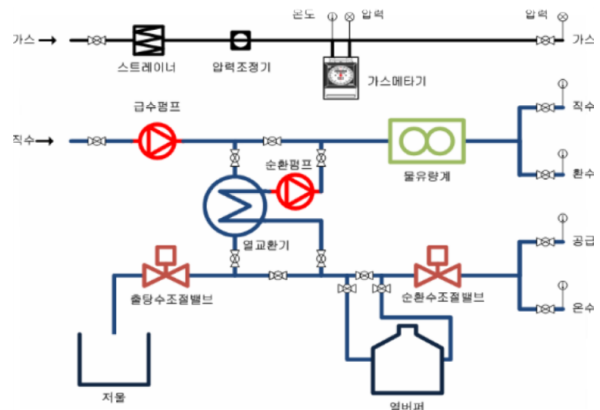 온도 압력 압력
가스 가스
스트레이너 압력조정기 가스메타기
급수펌프
직수
직수 순환펌프
물유량계 환수
열교환기
공급
출탕수조절밸브 순환수조절밸브
온수
저울 열버퍼